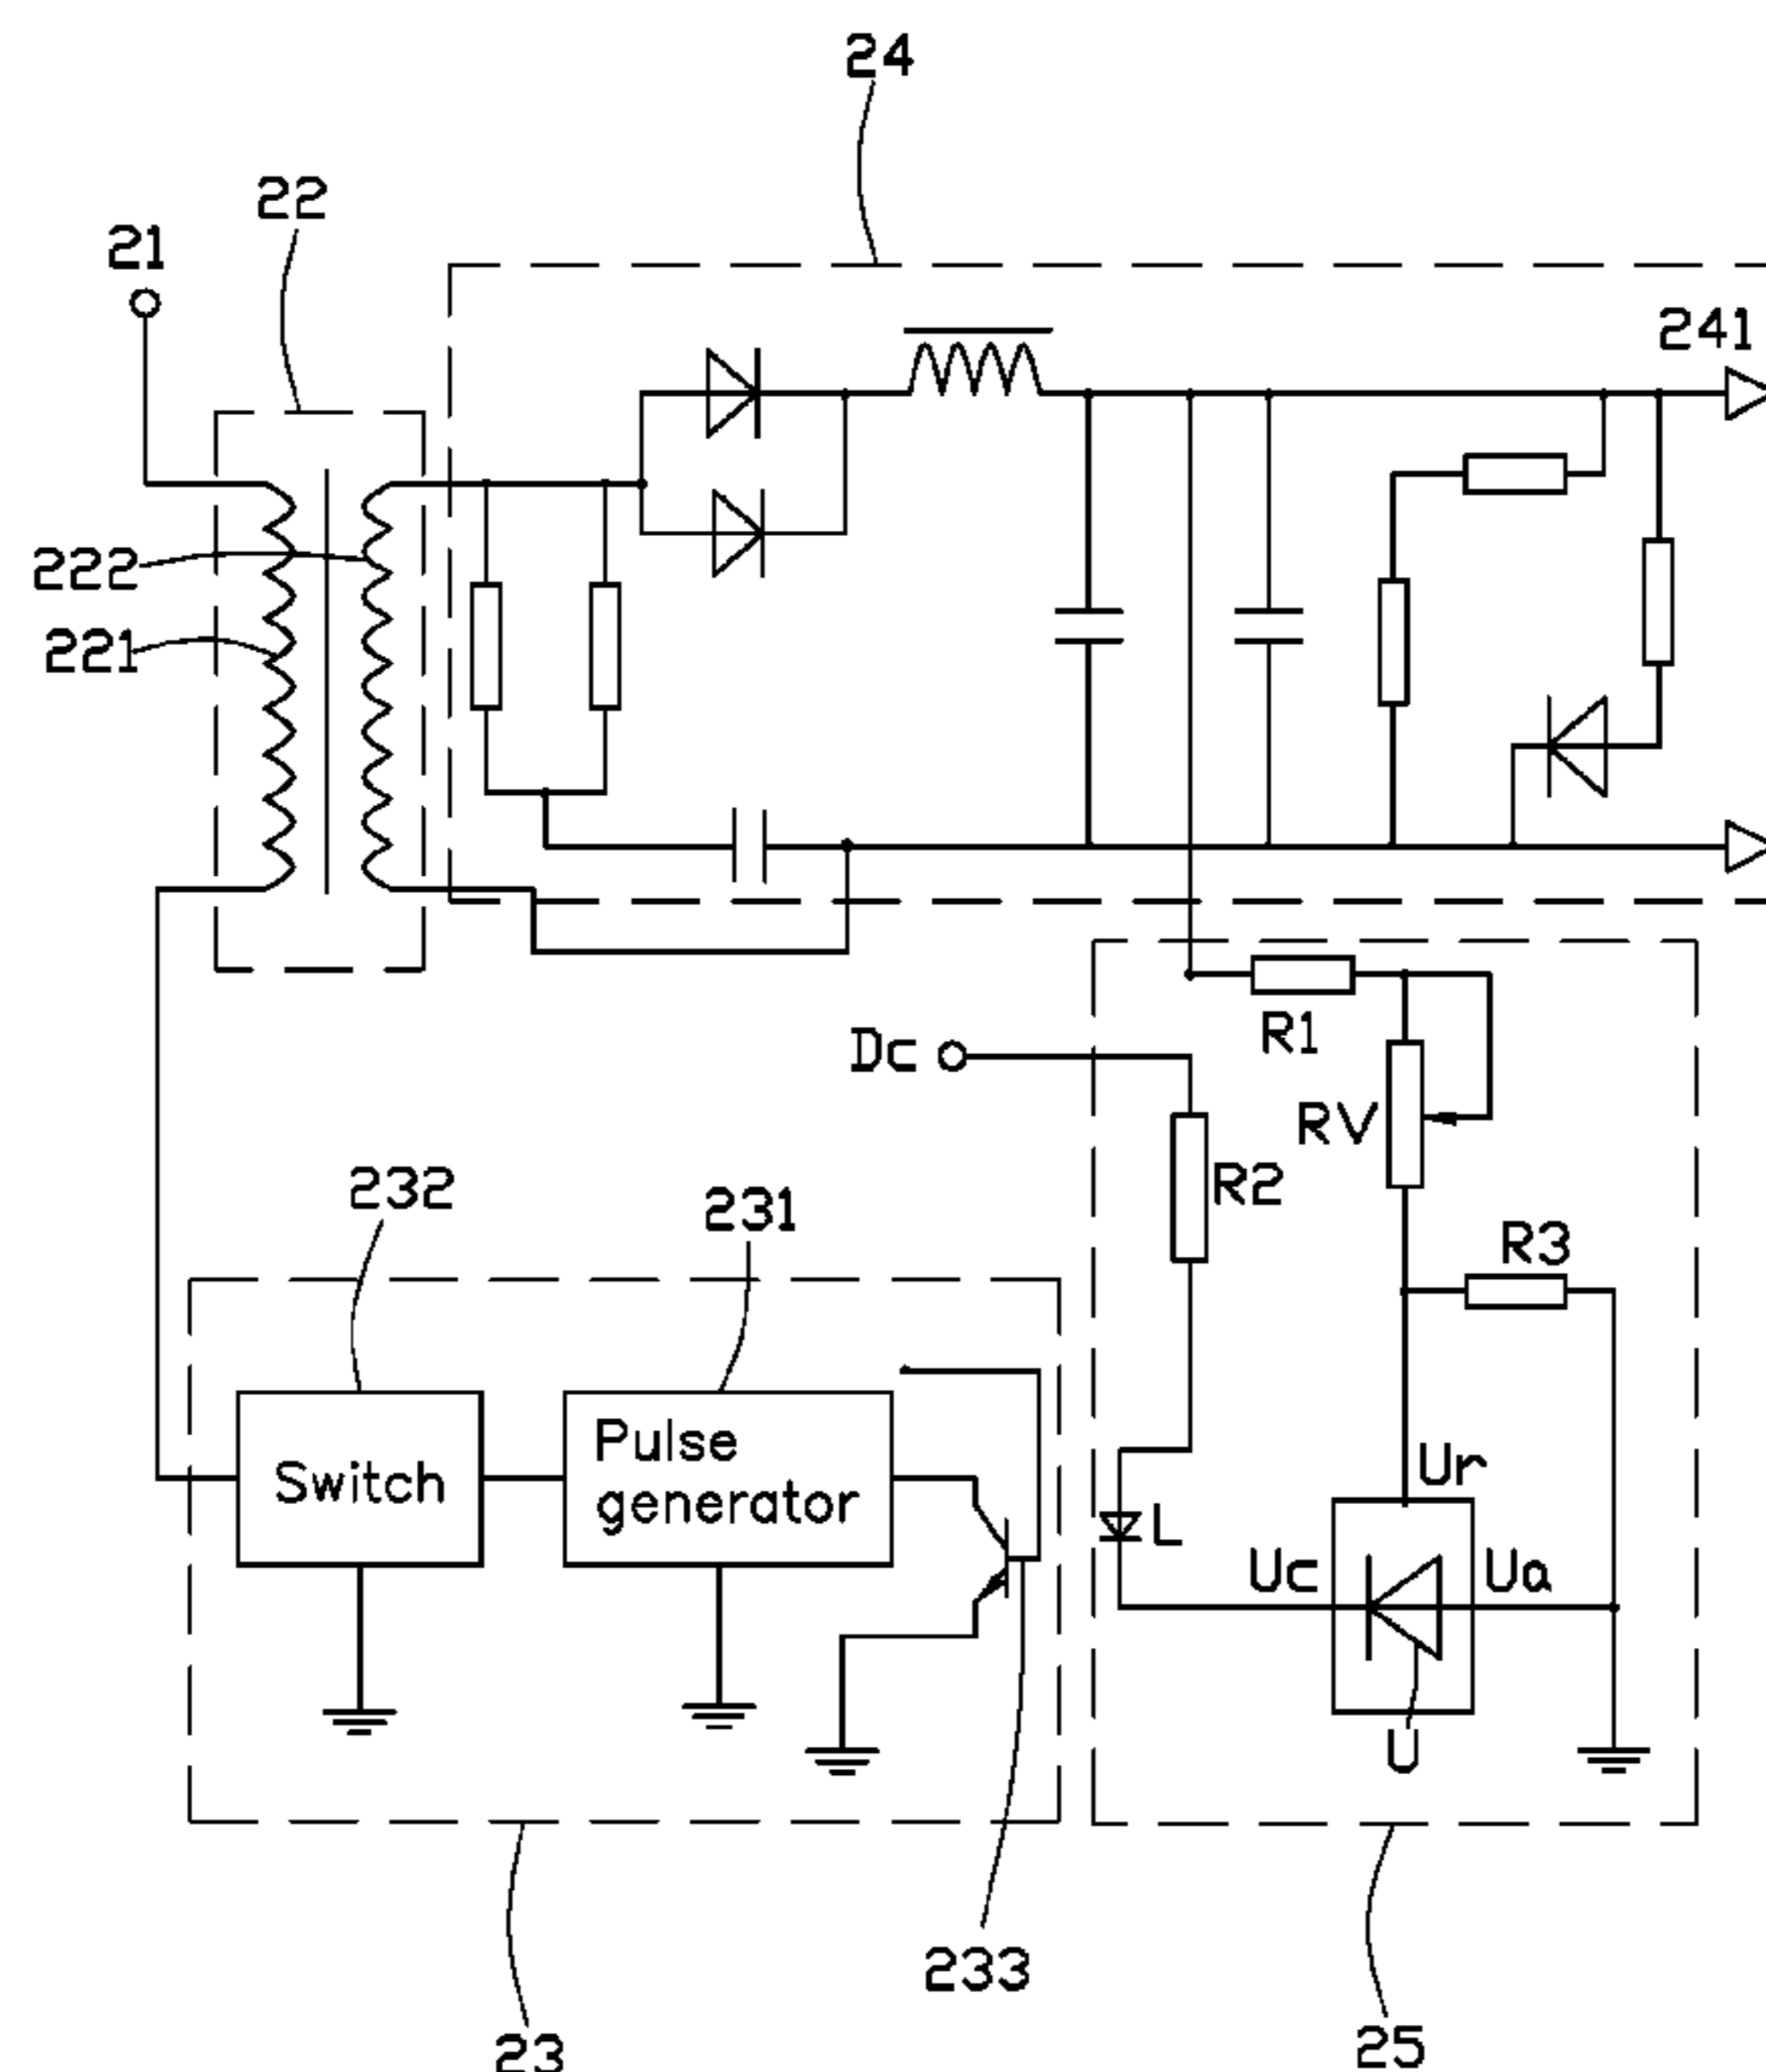 24
22
21
241
222
221
R1
Dc
RV
R2
232
231
R3
Pulse
generator
Switch
Ur
L
Uc
Ua
U
233
23
25